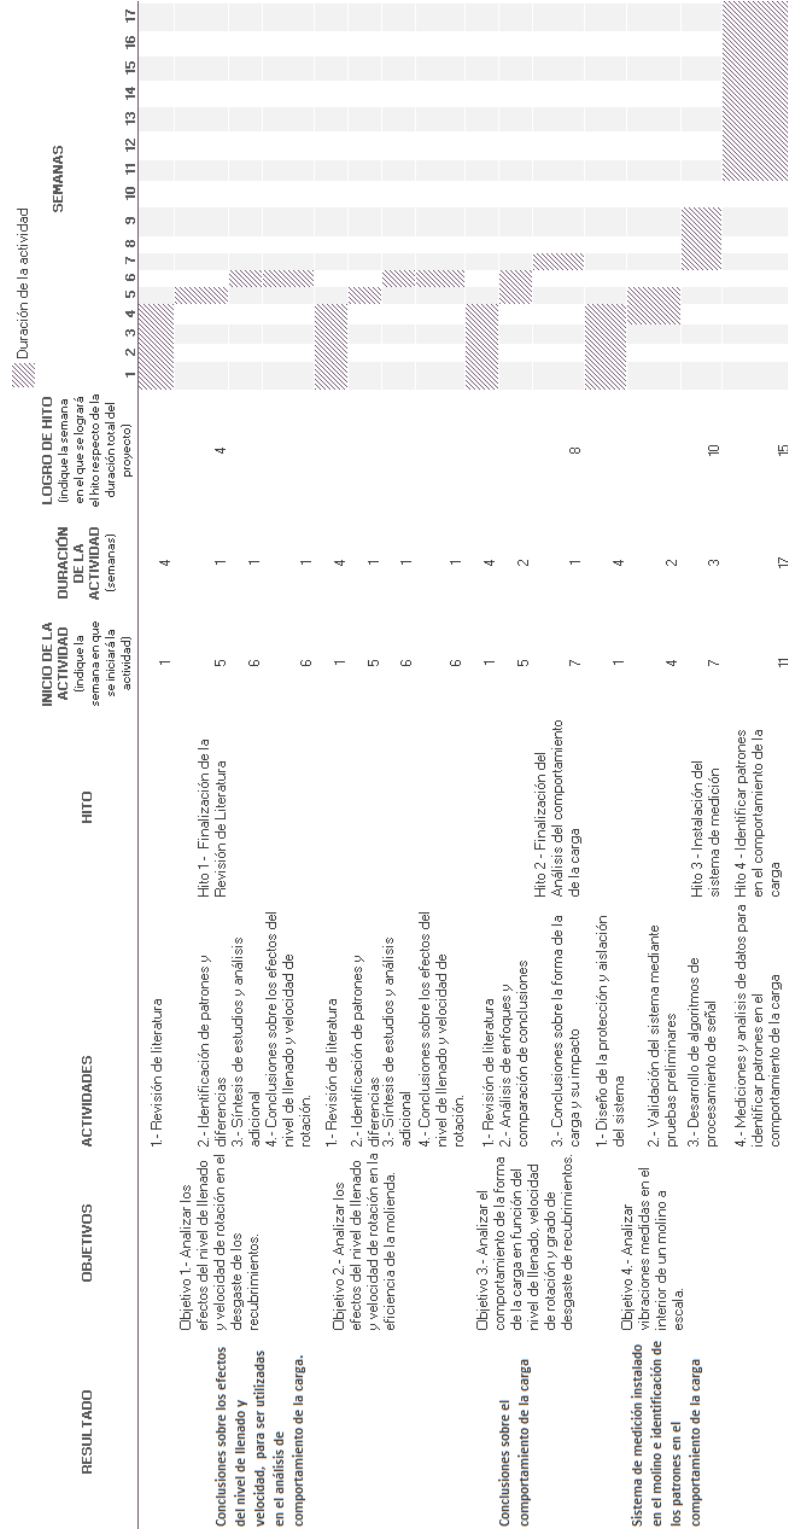 Duración de la actividad
RESULTADO
OBJETIVOS
ACTIVIDADES
HITO
INICIO DE LA
ACTIVIDAD
(indique la
semana en que
se iniciará la
actividad)
DURACIÓN
DE LA
ACTIVIDAD
(semanas)
LOGRO DE HITO
(indique la semana
en el que se logrará
el hito respecto de la
duración total del
proyecto)
SEMANAS
1 2 3 4 5 6 7 8 9 10 11 12 13 14 15 16 17
Conclusiones sobre los efectos
del nivel de llenado y
velocidad, para ser utilizadas
en el análisis de
comportamiento de la carga.
Objetivo 1.- Analizar los
efectos del nivel de llenado
y velocidad de rotación en el
desgaste de los
recubrimientos.
1.- Revisión de literatura
1 4
2.- Identificación de patrones y
diferencias
Hito 1 - Finalización de la
Revisión de Literatura
5 1 4
3.- Síntesis de estudios y análisis
adicional
6 1
4.- Conclusiones sobre los efectos del
nivel de llenado y velocidad de
rotación.
6 1
Objetivo 2.- Analizar los
efectos del nivel de llenado
y velocidad de rotación en la
eficiencia de la molienda.
1.- Revisión de literatura
1 4
2.- Identificación de patrones y
diferencias
5 1
3.- Síntesis de estudios y análisis
adicional
6 1
4.- Conclusiones sobre los efectos del
nivel de llenado y velocidad de
rotación.
6 1
Conclusiones sobre el
comportamiento de la carga
Objetivo 3.- Analizar el
comportamiento de la forma
de la carga en función del
nivel de llenado, velocidad
de rotación y grado de
desgaste de recubrimientos.
1.- Revisión de literatura
1 4
2.- Análisis de enfoques y
comparación de conclusiones
5 2
3.- Conclusiones sobre la forma de la
carga y su impacto
Hito 2 - Finalización del
Análisis del comportamiento
de la carga
7 1 8
Sistema de medición instalado
en el molino e identificación de
los patrones en el
comportamiento de la carga
Objetivo 4.- Analizar
vibraciones medidas en el
interior de un molino a
escala.
1.- Diseño de la protección y aislación
del sistema
1 4
2.- Validación del sistema mediante
pruebas preliminares
4 2
3.- Desarrollo de algoritmos de
procesamiento de señal
Hito 3 - Instalación del
sistema de medición
7 3 10
4.- Mediciones y analisis de datos para
identificar patrones en el
comportamiento de la carga
Hito 4 - Identificar patrones
en el comportamiento de la
carga
11 17 15